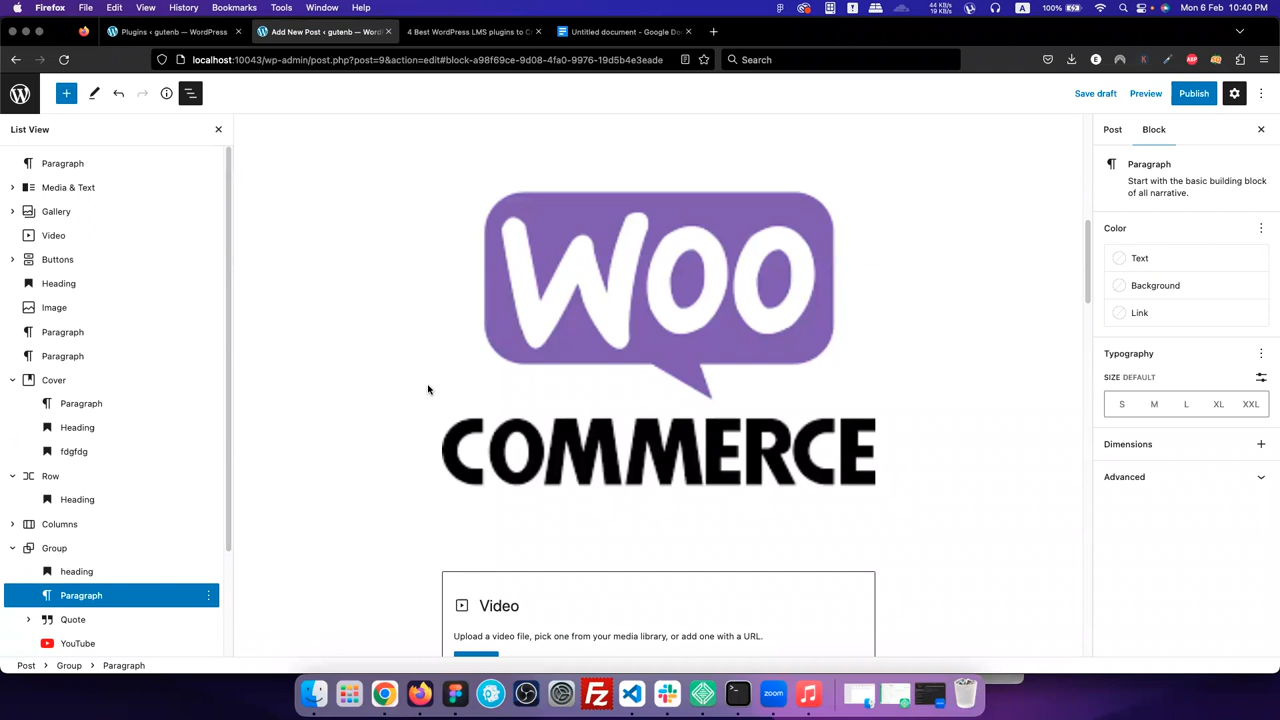 Firefox File Edit View History Bookmarks Tools Window Help 44 KB/s 19 KB/s A 100% Mon 6 Feb 10:40 PM
Plugins < gutenb — WordPress Add New Post < gutenb — Word 4 Best WordPress LMS plugins to C Untitled document - Google Do
localhost:10043/wp-admin/post.php?post=9&action=edit#block-a98f69ce-9d08-4fa0-9976-19d5b4e3eade Search
Save draft Preview Publish
List View
Paragraph
Media & Text
Gallery
Video
Buttons
Heading
Image
Paragraph
Paragraph
Cover
Paragraph
Heading
fdgfdg
Row
Heading
Columns
Group
heading
Paragraph
Quote
YouTube
WOO
COMMERCE
Video
Upload a video file, pick one from your media library, or add one with a URL.
Post Block
Paragraph
Start with the basic building block
of all narrative.
Color
Text
Background
Link
Typography
SIZE DEFAULT
S M L XL XXL
Dimensions
Advanced
Post > Group > Paragraph